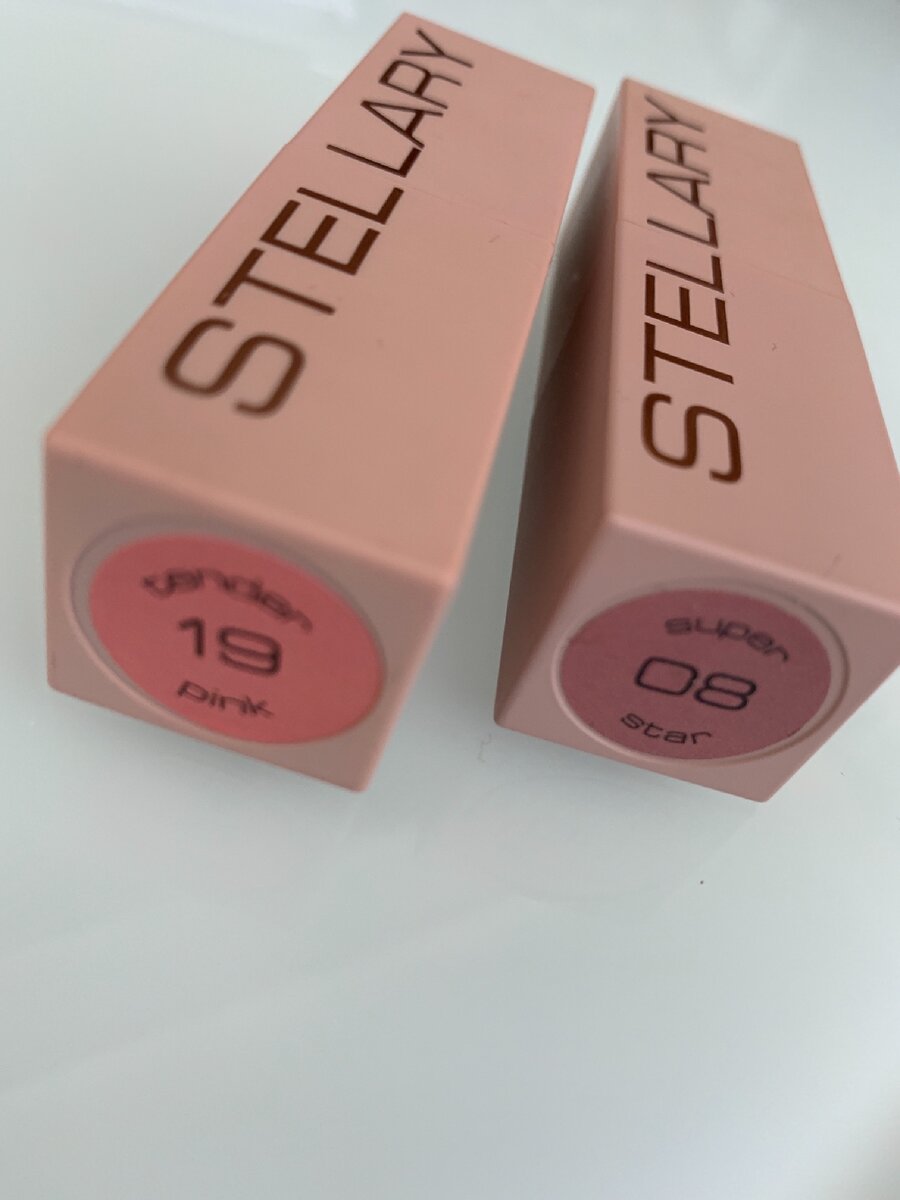 STELLARY
tender
19
pink
STELLARY
super
08
star